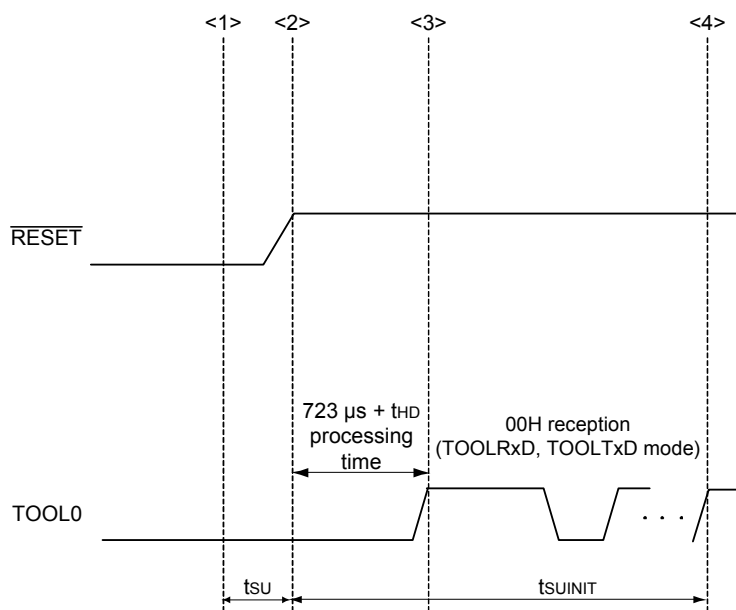 <1> <2> <3> <4>
RESET
723 µs + tHD
processing
time
00H reception
(TOOLRxD, TOOLTxD mode)
TOOL0
. . .
tSU
tSUINIT